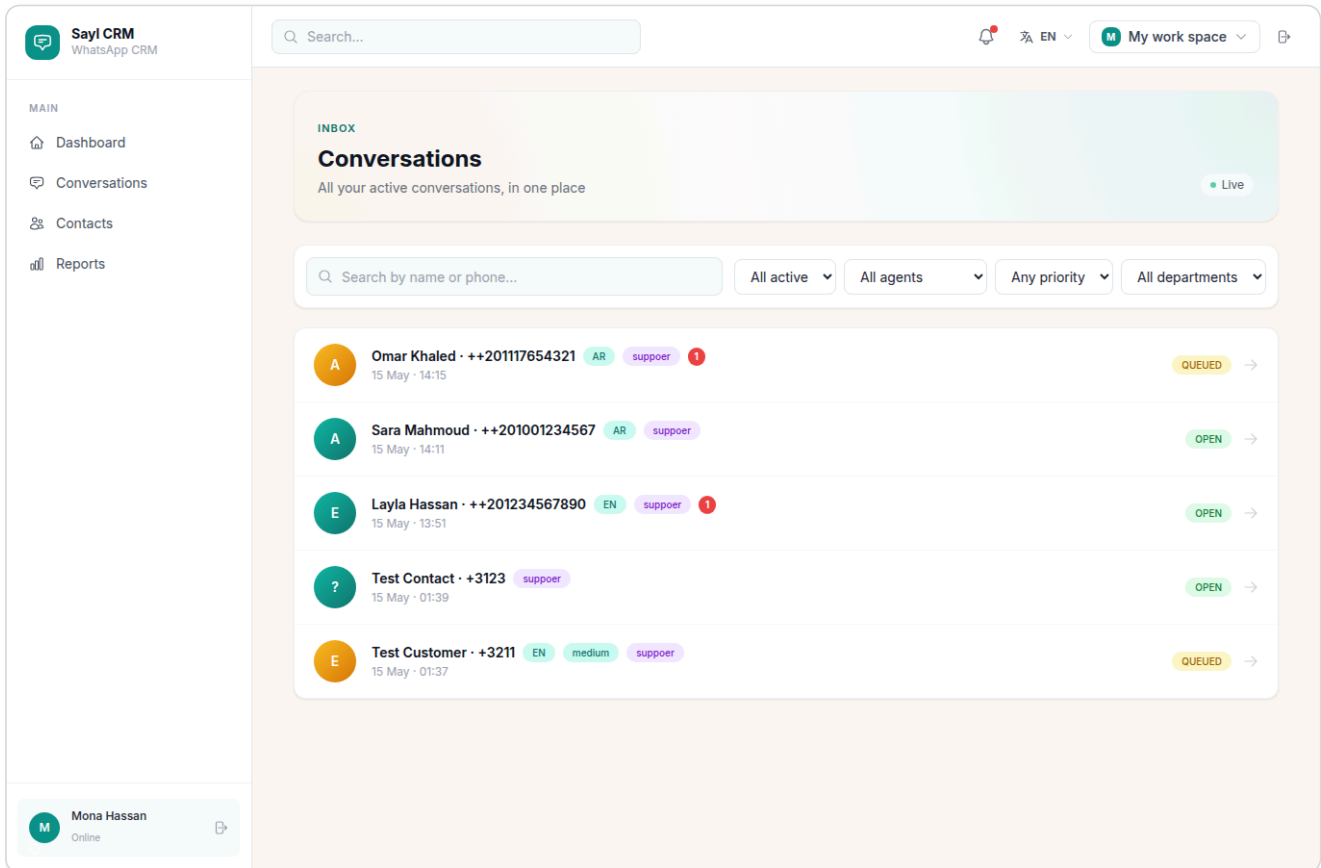 Sayl CRM
WhatsApp CRM
Search...
EN
M
My work space
MAIN
Dashboard
Conversations
Contacts
Reports
INBOX
Conversations
All your active conversations, in one place
Live
Search by name or phone...
All active
All agents
Any priority
All departments
A
Omar Khaled · ++201117654321 AR suppoer 1
15 May · 14:15
QUEUED
A
Sara Mahmoud · ++201001234567 AR suppoer
15 May · 14:11
OPEN
E
Layla Hassan · ++201234567890 EN suppoer 1
15 May · 13:51
OPEN
?
Test Contact · +3123 suppoer
15 May · 01:39
OPEN
E
Test Customer · +3211 EN medium suppoer
15 May · 01:37
QUEUED
M
Mona Hassan
Online